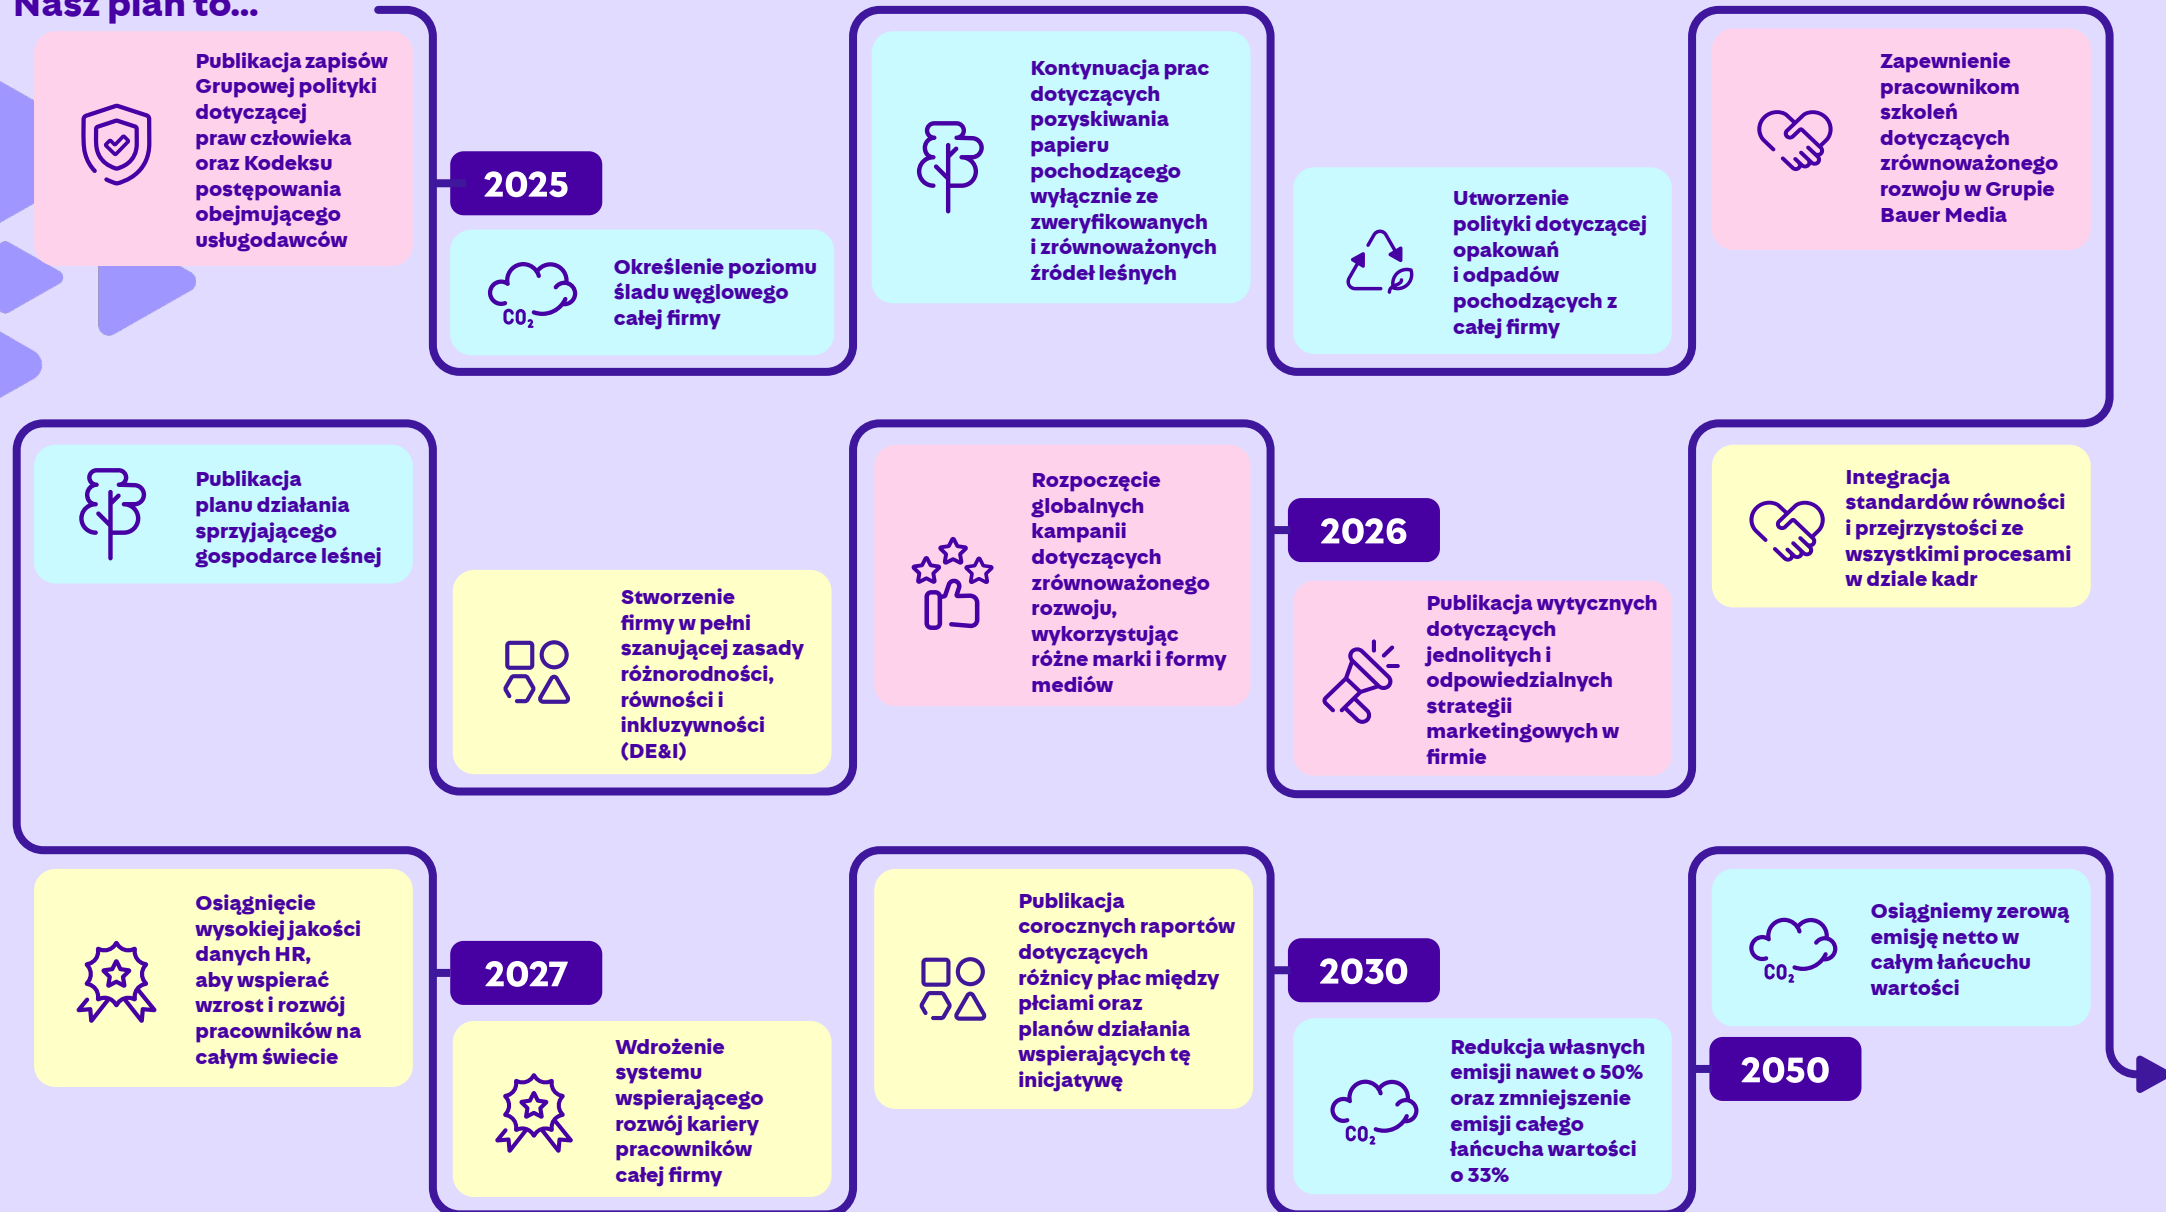 Nasz plan to...
Publikacja zapisów
Grupowej polityki
dotyczącej
praw człowieka
oraz Kodeksu
postępowania
obejmującego
usługodawców
2025
Określenie poziomu
śladu węglowego
całej firmy
CO₂
Kontynuacja prac
dotyczących
pozyskiwania
papieru
pochodzącego
wyłącznie ze
zweryfikowanych
i zrównoważonych
źródeł leśnych
Utworzenie
polityki dotyczącej
opakowań
i odpadów
pochodzących z
całej firmy
Zapewnienie
pracownikom
szkoleń
dotyczących
zrównoważonego
rozwoju w Grupie
Bauer Media
Integracja
standardów równości
i przejrzystości ze
wszystkimi procesami
w dziale kadr
2026
Publikacja wytycznych
dotyczących
jednolitych i
odpowiedzialnych
strategii
marketingowych w
firmie
Rozpoczęcie
globalnych
kampanii
dotyczących
zrównoważonego
rozwoju,
wykorzystując
różne marki i formy
mediów
Stworzenie
firmy w pełni
szanującej zasady
różnorodności,
równości i
inkluzywności
(DE&I)
Publikacja
planu działania
sprzyjającego
gospodarce leśnej
Osiągnięcie
wysokiej jakości
danych HR,
aby wspierać
wzrost i rozwój
pracowników na
całym świecie
2027
Wdrożenie
systemu
wspierającego
rozwój kariery
pracowników
całej firmy
Publikacja
corocznych raportów
dotyczących
różnicy płac między
płciami oraz
planów działania
wspierających tę
inicjatywę
2030
Redukcja własnych
emisji nawet o 50%
oraz zmniejszenie
emisji całego
łańcucha wartości
o 33%
CO₂
Osiągniemy zerową
emisję netto w
całym łańcuchu
wartości
CO₂
2050